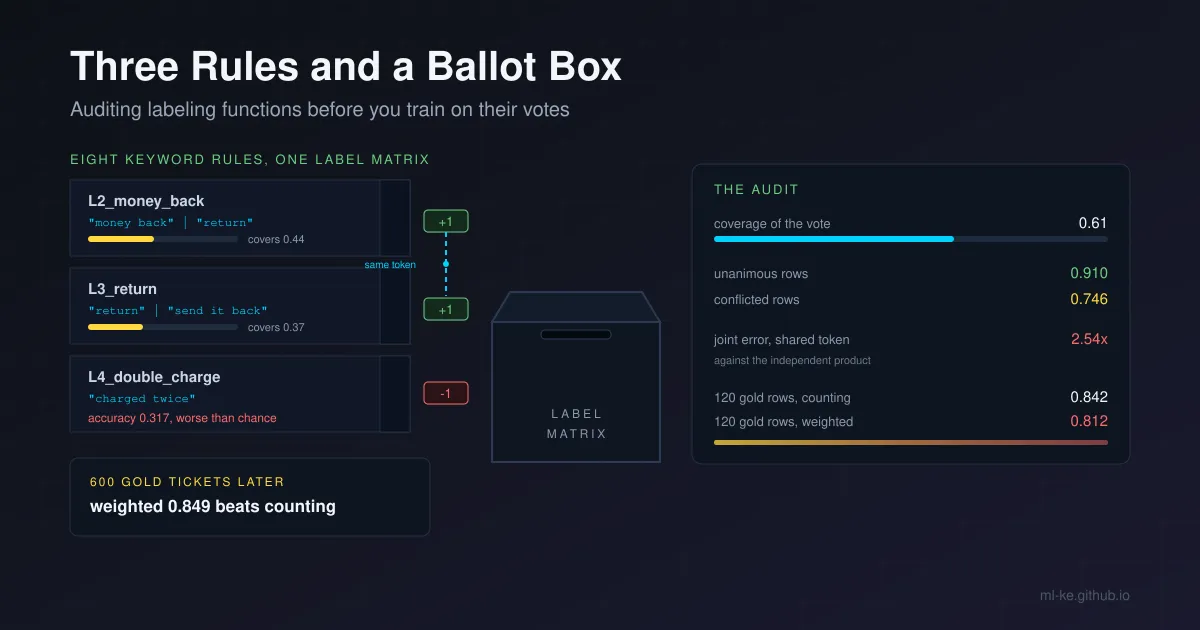 Three Rules and a Ballot Box
Auditing labeling functions before you train on their votes
EIGHT KEYWORD RULES, ONE LABEL MATRIX
L2_money_back
"money back" | "return"
covers 0.44
+1
same token
L3_return
"return" | "send it back"
covers 0.37
+1
L4_double_charge
"charged twice"
accuracy 0.317, worse than chance
-1
LABEL
MATRIX
600 GOLD TICKETS LATER
weighted 0.849 beats counting
THE AUDIT
coverage of the vote 0.61
unanimous rows 0.910
conflicted rows 0.746
joint error, shared token 2.54x
against the independent product
120 gold rows, counting 0.842
120 gold rows, weighted 0.812
ml-ke.github.io